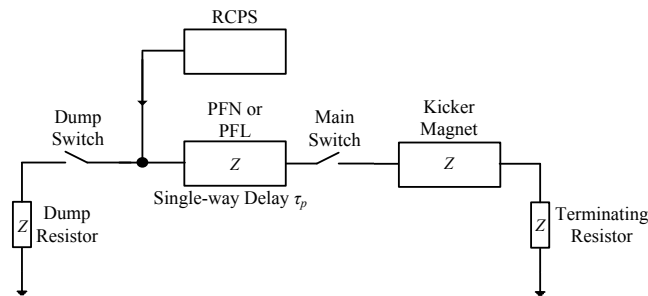 RCPS
Dump
Switch
PFN or
PFL
Main
Switch
Kicker
Magnet
Z
Z
Single-way Delay τp
Z
Dump
Resistor
Z
Terminating
Resistor